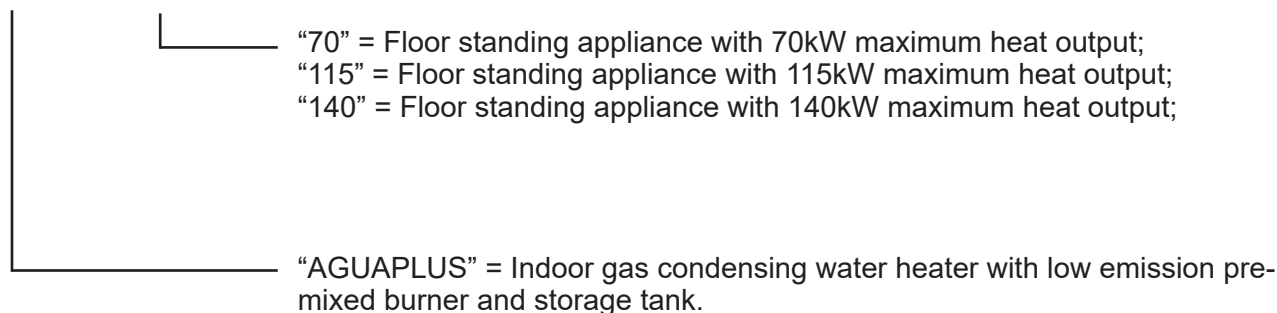 “70” = Floor standing appliance with 70kW maximum heat output;
“115” = Floor standing appliance with 115kW maximum heat output;
“140” = Floor standing appliance with 140kW maximum heat output;
“AGUAPLUS” = Indoor gas condensing water heater with low emission pre-
mixed burner and storage tank.